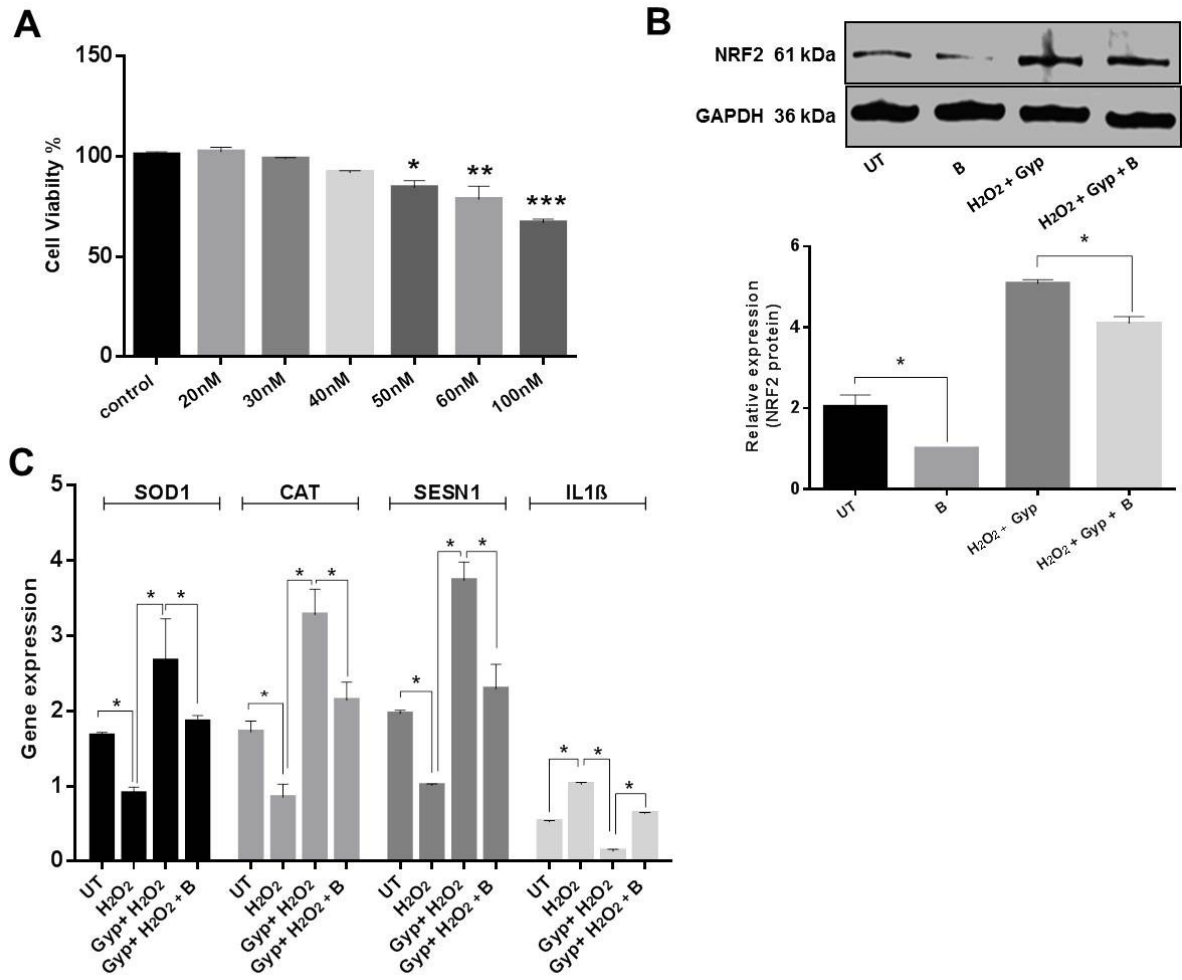 A
150
100
50
0
Cell Viabilty %
*
**
***
control
20nM
30nM
40nM
50nM
60nM
100nM
B
NRF2 61 kDa
GAPDH 36 kDa
UT
B
H₂O₂ + Gyp
H₂O₂ + Gyp + B
6
4
2
0
Relative expression
(NRF2 protein)
*
*
UT
B
H₂O₂ + Gyp
H₂O₂ + Gyp + B
C
5
4
3
2
1
0
Gene expression
SOD1 CAT SESN1 IL1ß
* * *
* * *
* * *
* * *
UT
H₂O₂
Gyp+ H₂O₂
Gyp+ H₂O₂ + B
UT
H₂O₂
Gyp+ H₂O₂
Gyp+ H₂O₂ + B
UT
H₂O₂
Gyp+ H₂O₂
Gyp+ H₂O₂ + B
UT
H₂O₂
Gyp+ H₂O₂
Gyp+ H₂O₂ + B